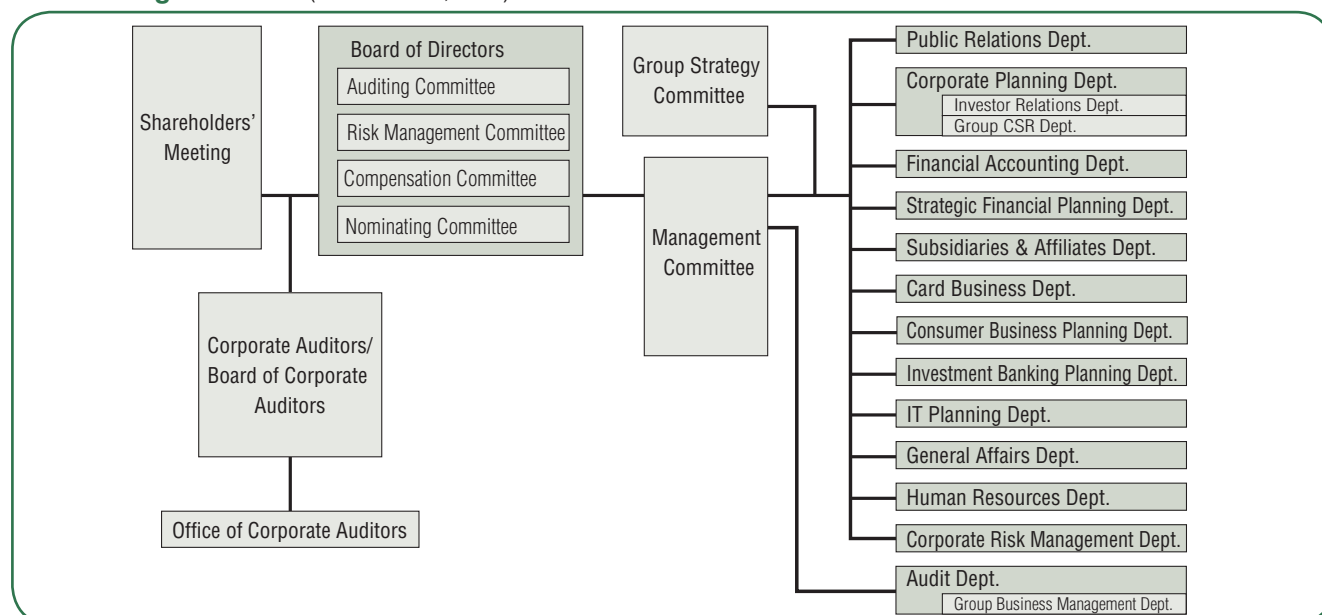 Shareholders'
Meeting
Board of Directors
Auditing Committee
Risk Management Committee
Compensation Committee
Nominating Committee
Corporate Auditors/
Board of Corporate
Auditors
Office of Corporate Auditors
Group Strategy
Committee
Management
Committee
Public Relations Dept.
Corporate Planning Dept.
Investor Relations Dept.
Group CSR Dept.
Financial Accounting Dept.
Strategic Financial Planning Dept.
Subsidiaries & Affiliates Dept.
Card Business Dept.
Consumer Business Planning Dept.
Investment Banking Planning Dept.
IT Planning Dept.
General Affairs Dept.
Human Resources Dept.
Corporate Risk Management Dept.
Audit Dept.
Group Business Management Dept.